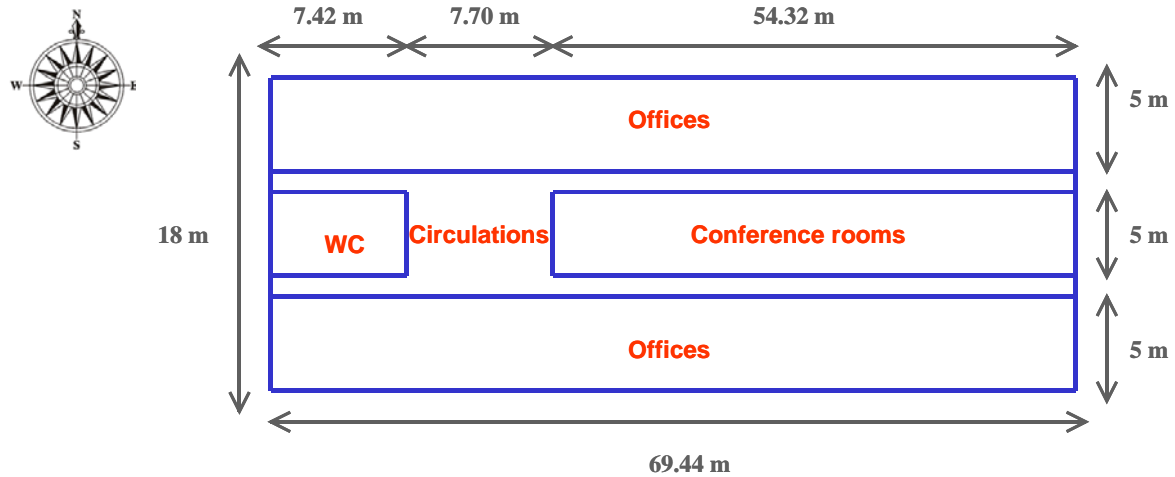 7.42 m 7.70 m 54.32 m
N
W
E
S
5 m
Offices
18 m
WC
Circulations
Conference rooms
5 m
Offices
5 m
69.44 m